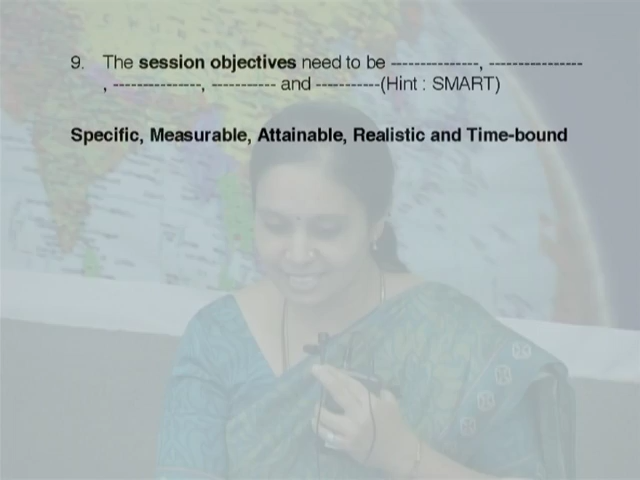 9. The session objectives need to be ---------------, ----------------
, ---------------, ----------- and -----------(Hint : SMART)
Specific, Measurable, Attainable, Realistic and Time-bound